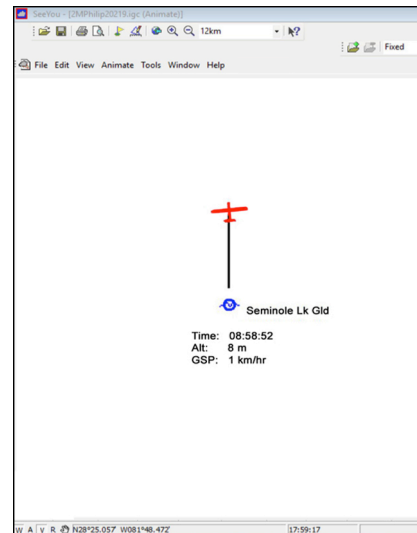 SeeYou - [2MPhilip20219.igc (Animate)]
12km
Fixed
File Edit View Animate Tools Window Help
Seminole Lk Gld
Time: 08:58:52
Alt: 8 m
GSP: 1 km/hr
W A V R N28°25.057' W081°48.472' 17:59:17